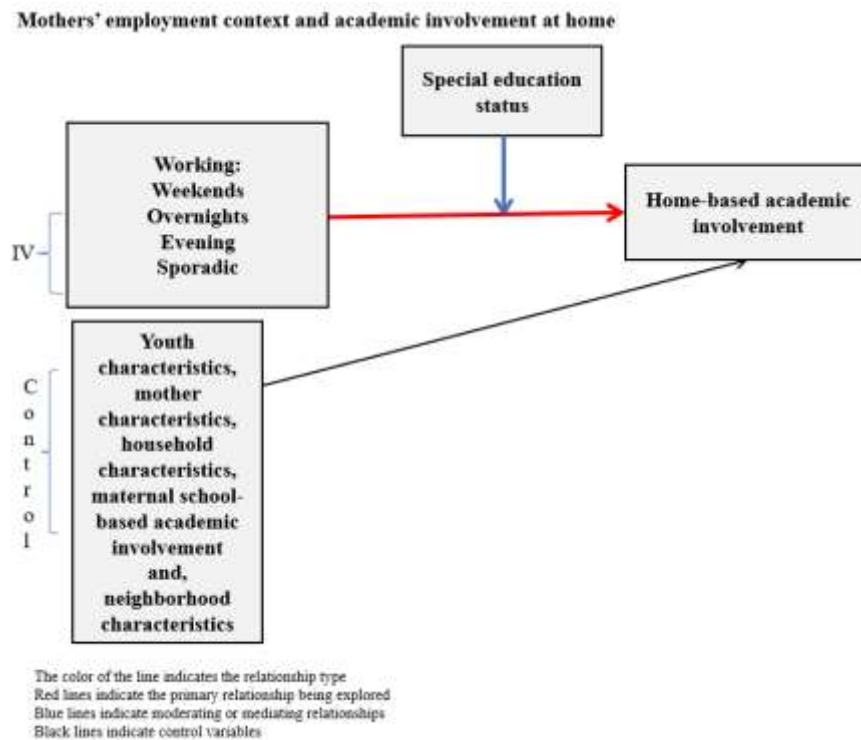 Mothers' employment context and academic involvement at home
Special education
status
Working:
Weekends
Overnights
Evening
Sporadic
IV
Home-based academic
involvement
Control
Youth
characteristics,
mother
characteristics,
household
characteristics,
maternal school-
based academic
involvement
and,
neighborhood
characteristics
The color of the line indicates the relationship type
Red lines indicate the primary relationship being explored
Blue lines indicate moderating or mediating relationships
Black lines indicate control variables